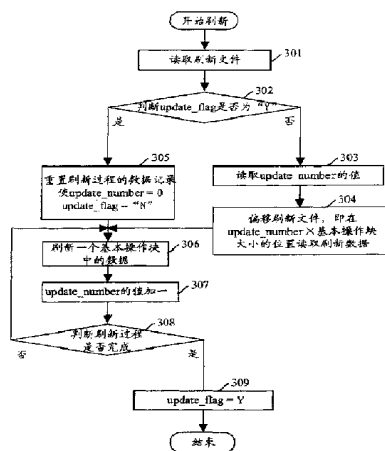 开始刷新
301
读取刷新文件
302
判断update_flag是否为“Y”
是
否
305
重置刷新过程的数据记录
使update_number = 0
update_flag = “N”
303
读取update number的值
304
偏移刷新文件，即在
update_number×基本操作块
大小的位置读取刷新数据
306
刷新一个基本操作块
中的数据
307
update_number的值加一
308
判断刷新过程
是否完成
否
是
309
update_flag = Y
结束